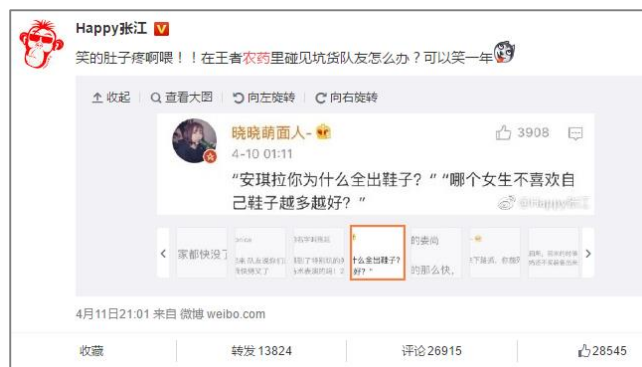 Happy张江
笑的肚子疼啊喂！！在王者农药里碰见坑货队友怎么办？可以笑一年
收起
查看大图
向左旋转
向右旋转
晓晓萌面人-
3908
4-10 01:11
“安琪拉你为什么全出鞋子？”“哪个女生不喜欢自
己鞋子越多越好？”
@Happy张江
家都快没了
什么全出鞋子？
好？”
的姿尚
的那么快，
4月11日21:01 来自 微博 weibo.com
收藏
转发 13824
评论 26915
28545